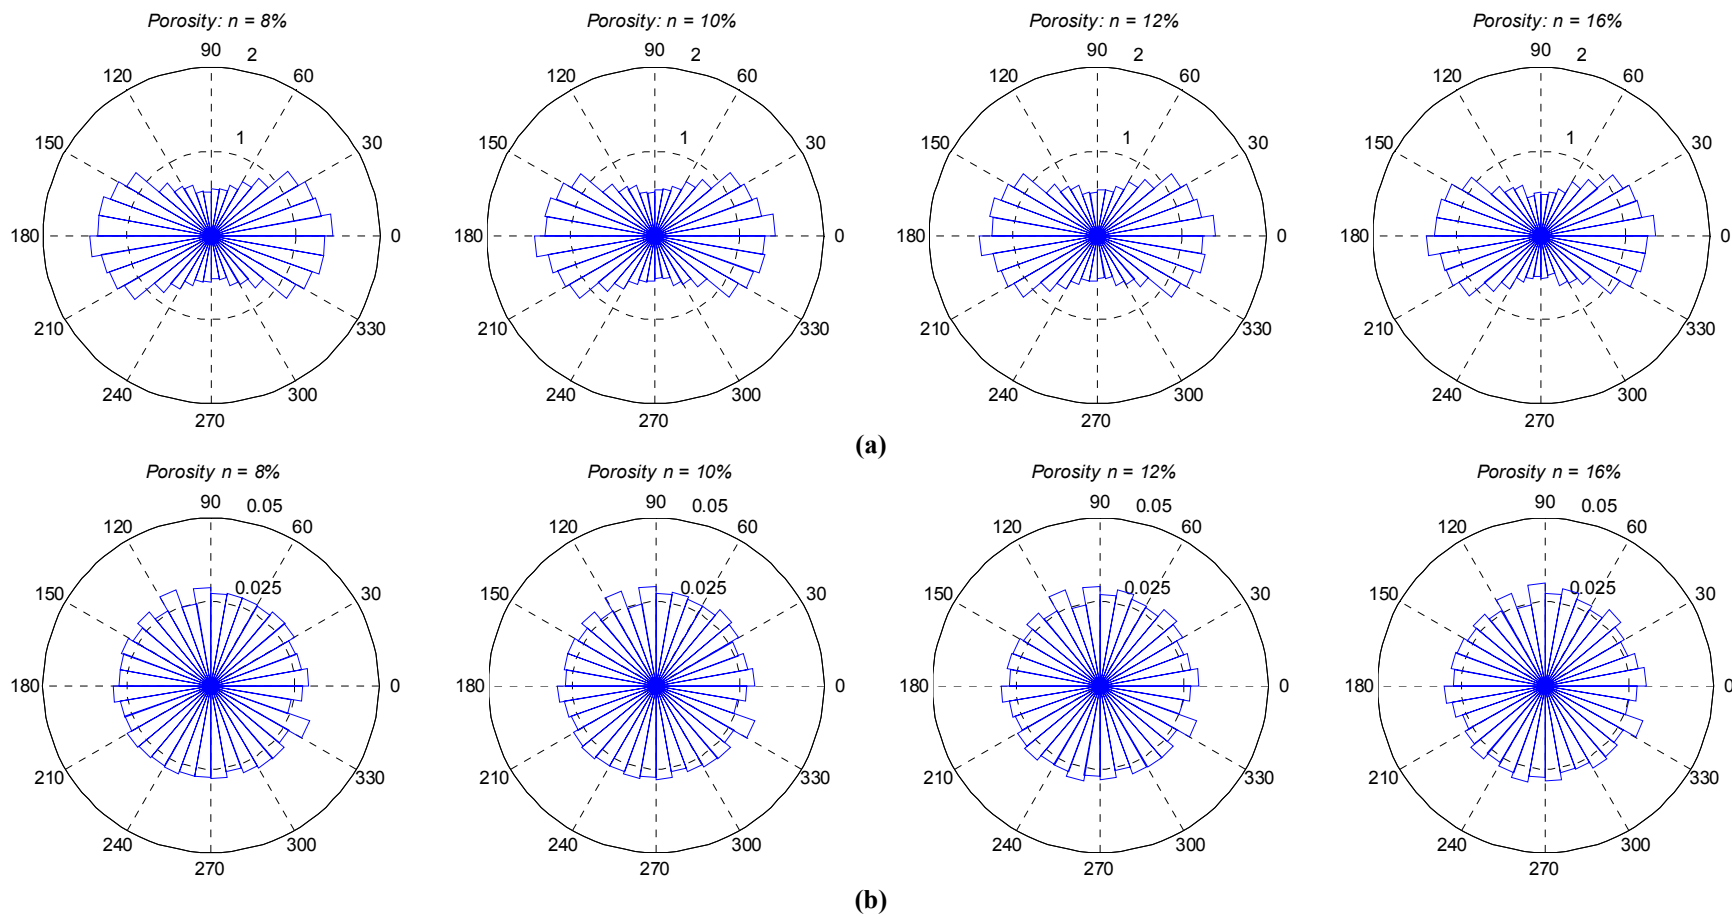 Porosity: n = 8% Porosity: n = 10% Porosity: n = 12% Porosity: n = 16%
90 2 90 2 90 2 90 2
120 60 120 60 120 60 120 60
150 1 30 150 1 30 150 1 30 150 1 30
180 0 180 0 180 0 180 0
210 330 210 330 210 330 210 330
240 300 240 300 240 300 240 300
270 270 270 270
(a)
Porosity n = 8% Porosity n = 10% Porosity n = 12% Porosity n = 16%
90 0.05 90 0.05 90 0.05 90 0.05
120 60 120 60 120 60 120 60
150 0.025 30 150 0.025 30 150 0.025 30 150 0.025 30
180 0 180 0 180 0 180 0
210 330 210 330 210 330 210 330
240 300 240 300 240 300 240 300
270 270 270 270
(b)